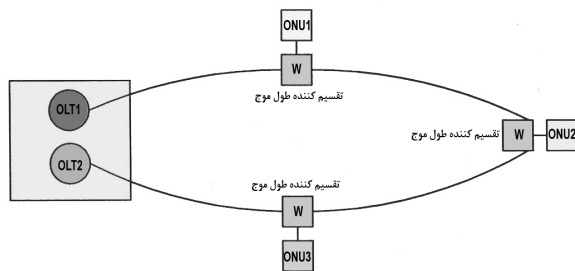 ONU1
W
تقسیم کننده طول موج
OLT1
OLT2
تقسیم کننده طول موج
W
ONU2
تقسیم کننده طول موج
W
ONU3